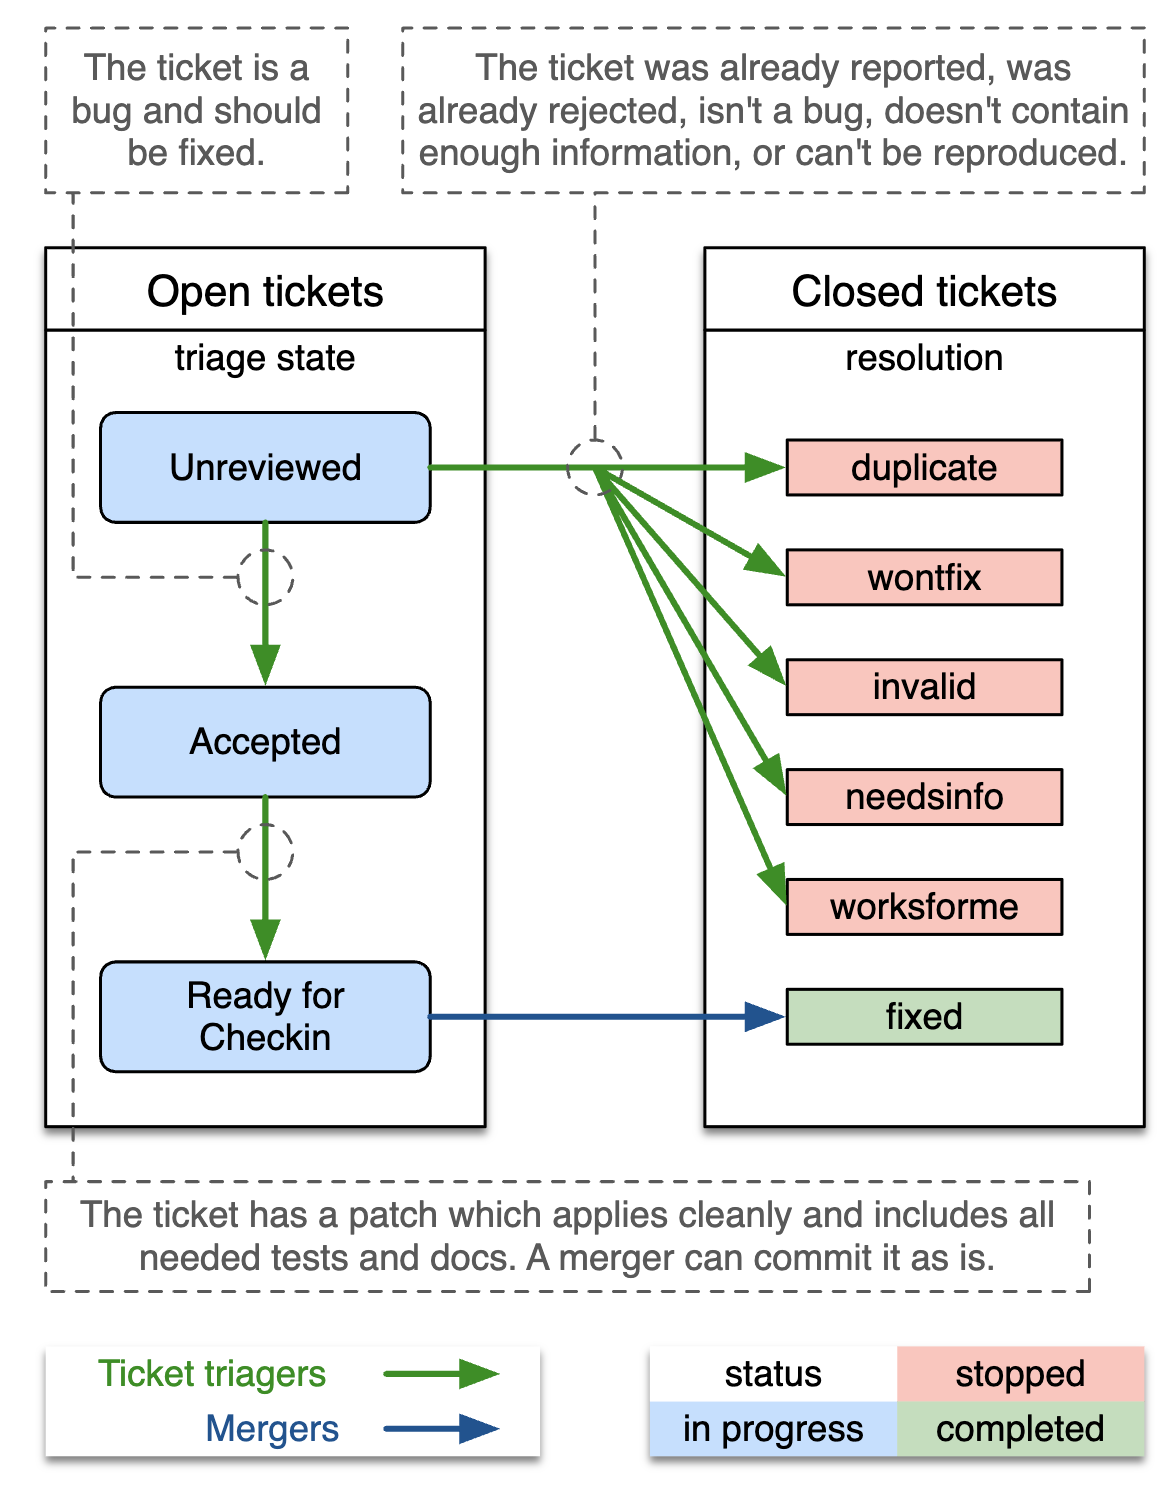 The ticket is a
bug and should
be fixed.
The ticket was already reported, was
already rejected, isn't a bug, doesn't contain
enough information, or can't be reproduced.
Open tickets
triage state
Unreviewed
Accepted
Ready for
Checkin
Closed tickets
resolution
duplicate
wontfix
invalid
needsinfo
worksforme
fixed
The ticket has a patch which applies cleanly and includes all
needed tests and docs. A merger can commit it as is.
Ticket triagers
Mergers
status
stopped
in progress
completed